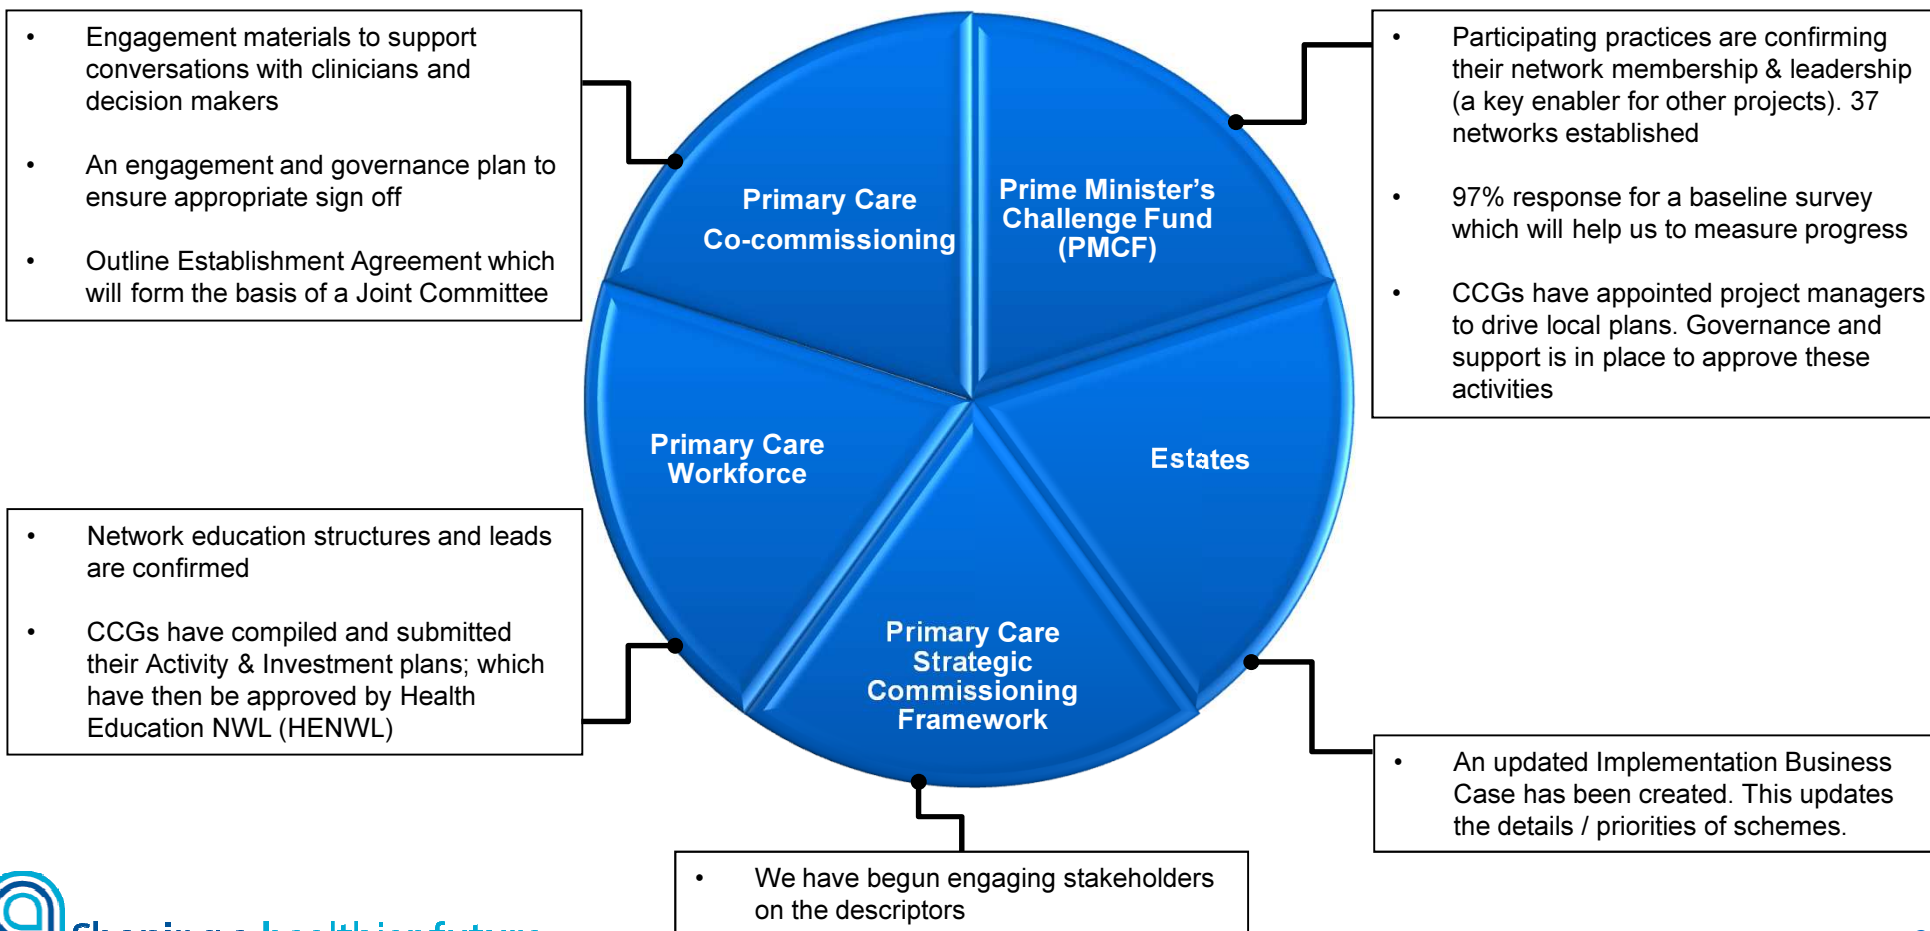 • Engagement materials to support
conversations with clinicians and
decision makers
• An engagement and governance plan to
ensure appropriate sign off
• Outline Establishment Agreement which
will form the basis of a Joint Committee
• Participating practices are confirming
their network membership & leadership
(a key enabler for other projects). 37
networks established
• 97% response for a baseline survey
which will help us to measure progress
• CCGs have appointed project managers
to drive local plans. Governance and
support is in place to approve these
activities
Primary Care
Co-commissioning
Prime Minister’s
Challenge Fund
(PMCF)
Primary Care
Workforce
Estates
Primary Care
Strategic
Commissioning
Framework
• Network education structures and leads
are confirmed
• CCGs have compiled and submitted
their Activity & Investment plans; which
have then be approved by Health
Education NWL (HENWL)
• An updated Implementation Business
Case has been created. This updates
the details / priorities of schemes.
• We have begun engaging stakeholders
on the descriptors
Shaping a healthier future